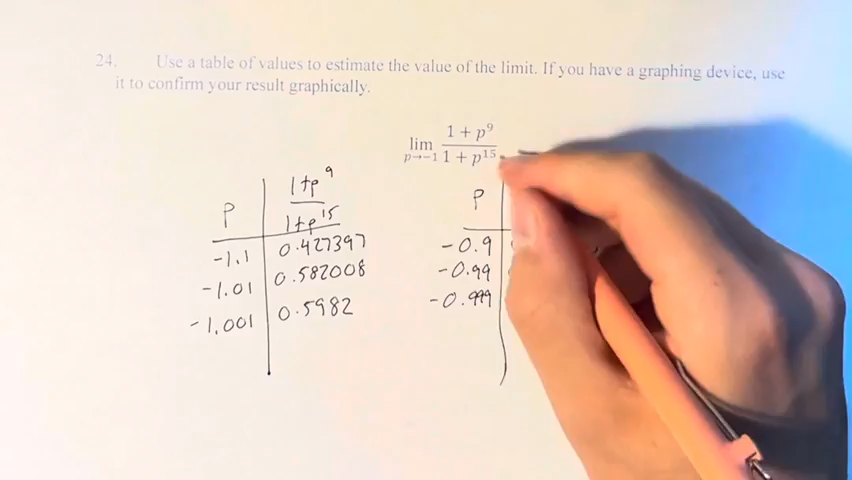 24. Use a table of values to estimate the value of the limit. If you have a graphing device, use
it to confirm your result graphically.
lim p→-1 (1 + p⁹)/(1 + p¹⁵)
P | (1+p⁹)/(1+p¹⁵)
-1.1 | 0.427397
-1.01 | 0.582008
-1.001 | 0.5982
P
-0.9
-0.99
-0.999